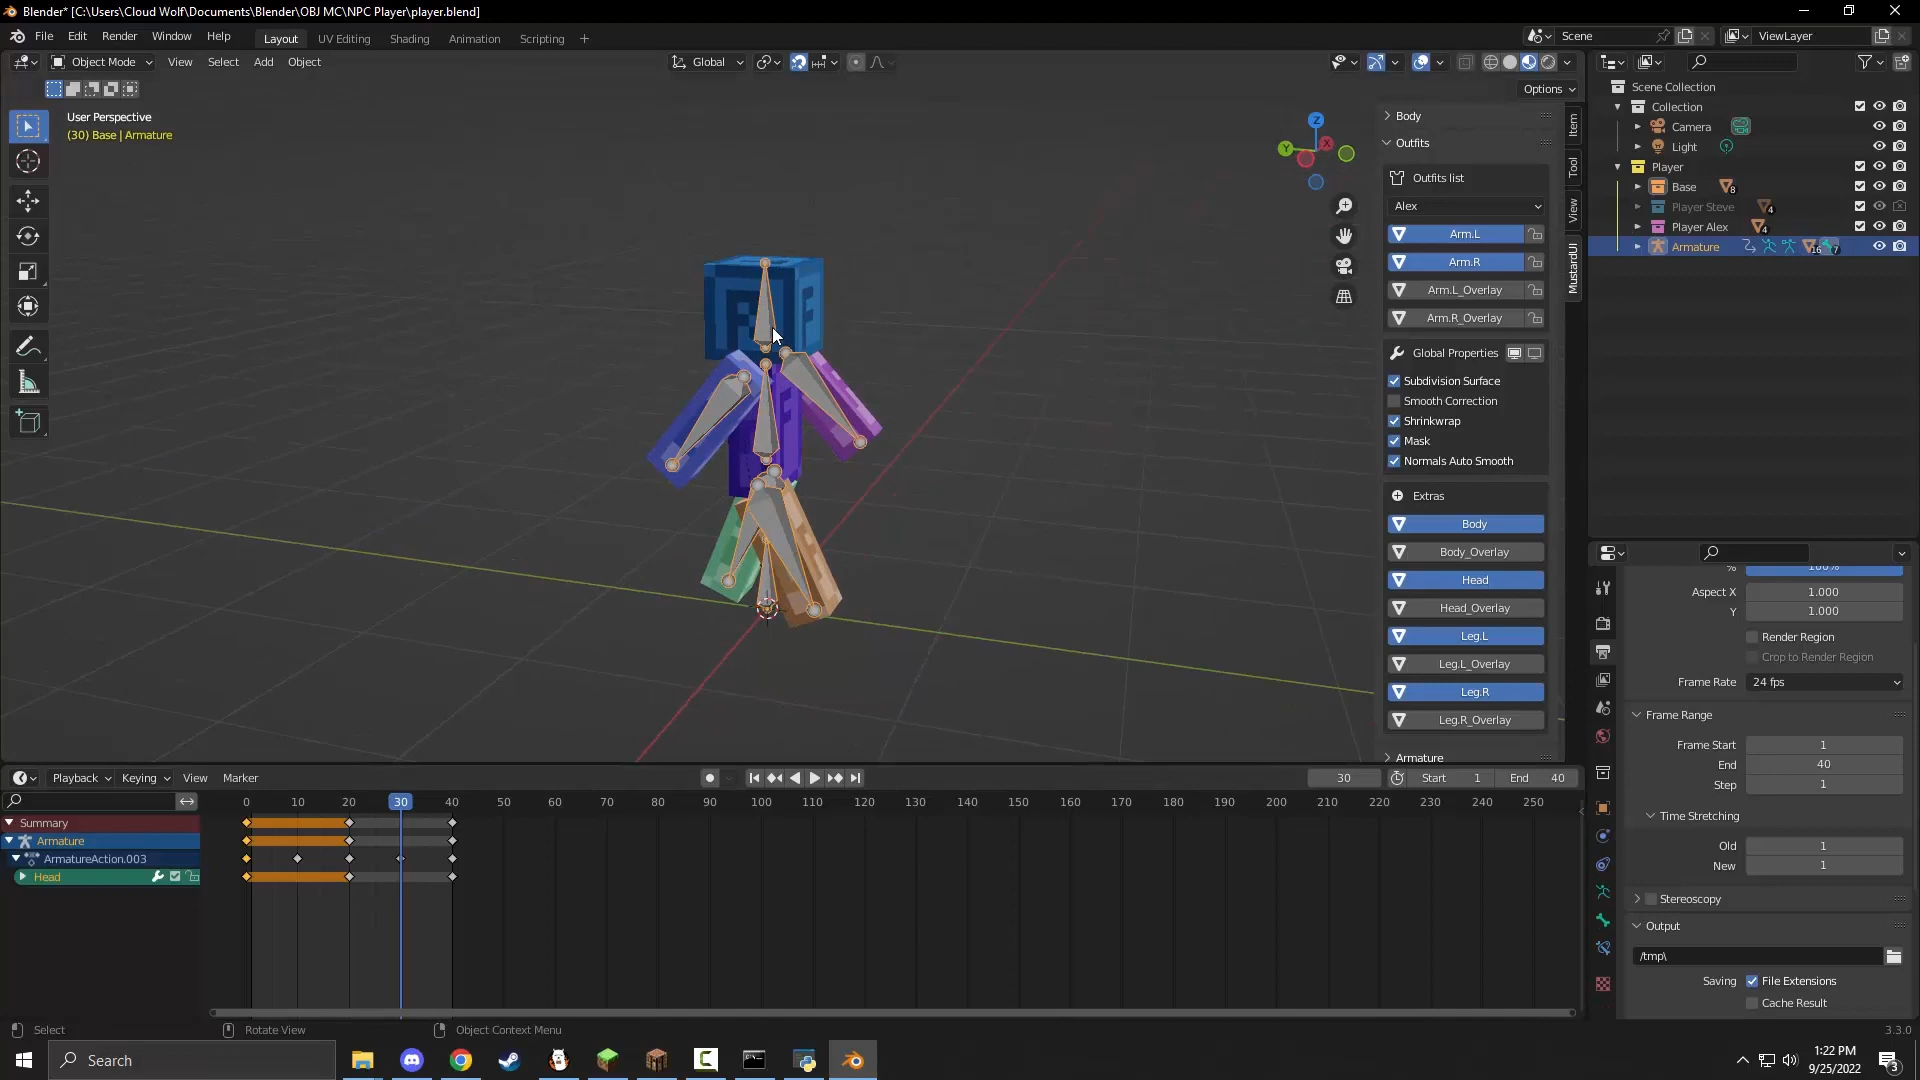 Blender* [C:\Users\Cloud Wolf\Documents\Blender\OBJ MC\NPC Player\player.blend]
File Edit Render Window Help Layout UV Editing Shading Animation Scripting + Scene ViewLayer
Object Mode View Select Add Object Global
Options
User Perspective
(30) Base | Armature
Z
Y
X
Item
Tool
View
MustardUI
Body
Outfits
Outfits list
Alex
Arm.L
Arm.R
Arm.L_Overlay
Arm.R_Overlay
Global Properties
Subdivision Surface
Smooth Correction
Shrinkwrap
Mask
Normals Auto Smooth
Extras
Body
Body_Overlay
Head
Head_Overlay
Leg.L
Leg.L_Overlay
Leg.R
Leg.R_Overlay
Armature
Scene Collection
Collection
Camera
Light
Player
Base 8
Player Steve 4
Player Alex 4
Armature 16 7
% 100%
Aspect X 1.000
Y 1.000
Render Region
Crop to Render Region
Frame Rate 24 fps
Frame Range
Frame Start 1
End 40
Step 1
Time Stretching
Old 1
New 1
Stereoscopy
Output
/tmp\
Saving File Extensions
Cache Result
Playback Keying View Marker 30 Start 1 End 40
0 10 20 30 40 50 60 70 80 90 100 110 120 130 140 150 160 170 180 190 200 210 220 230 240 250
Summary
Armature
ArmatureAction.003
Head
Select Rotate View Object Context Menu 3.3.0
Search
1:22 PM
9/25/2022
3